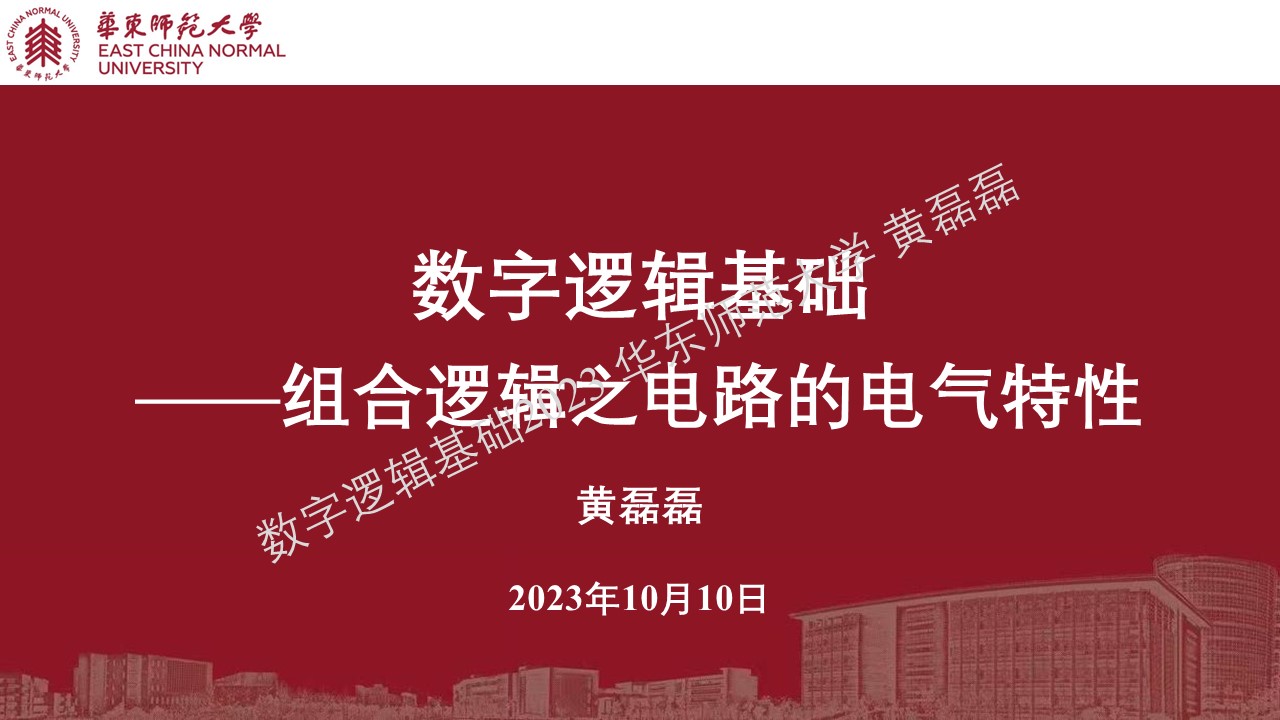 EAST CHINA NORMAL UNIVERSITY
華東師範大學
華東師範大學
EAST CHINA NORMAL
UNIVERSITY
数字逻辑基础
——组合逻辑之电路的电气特性
黄磊磊
2023年10月10日
数字逻辑基础2023 华东师范大学 黄磊磊